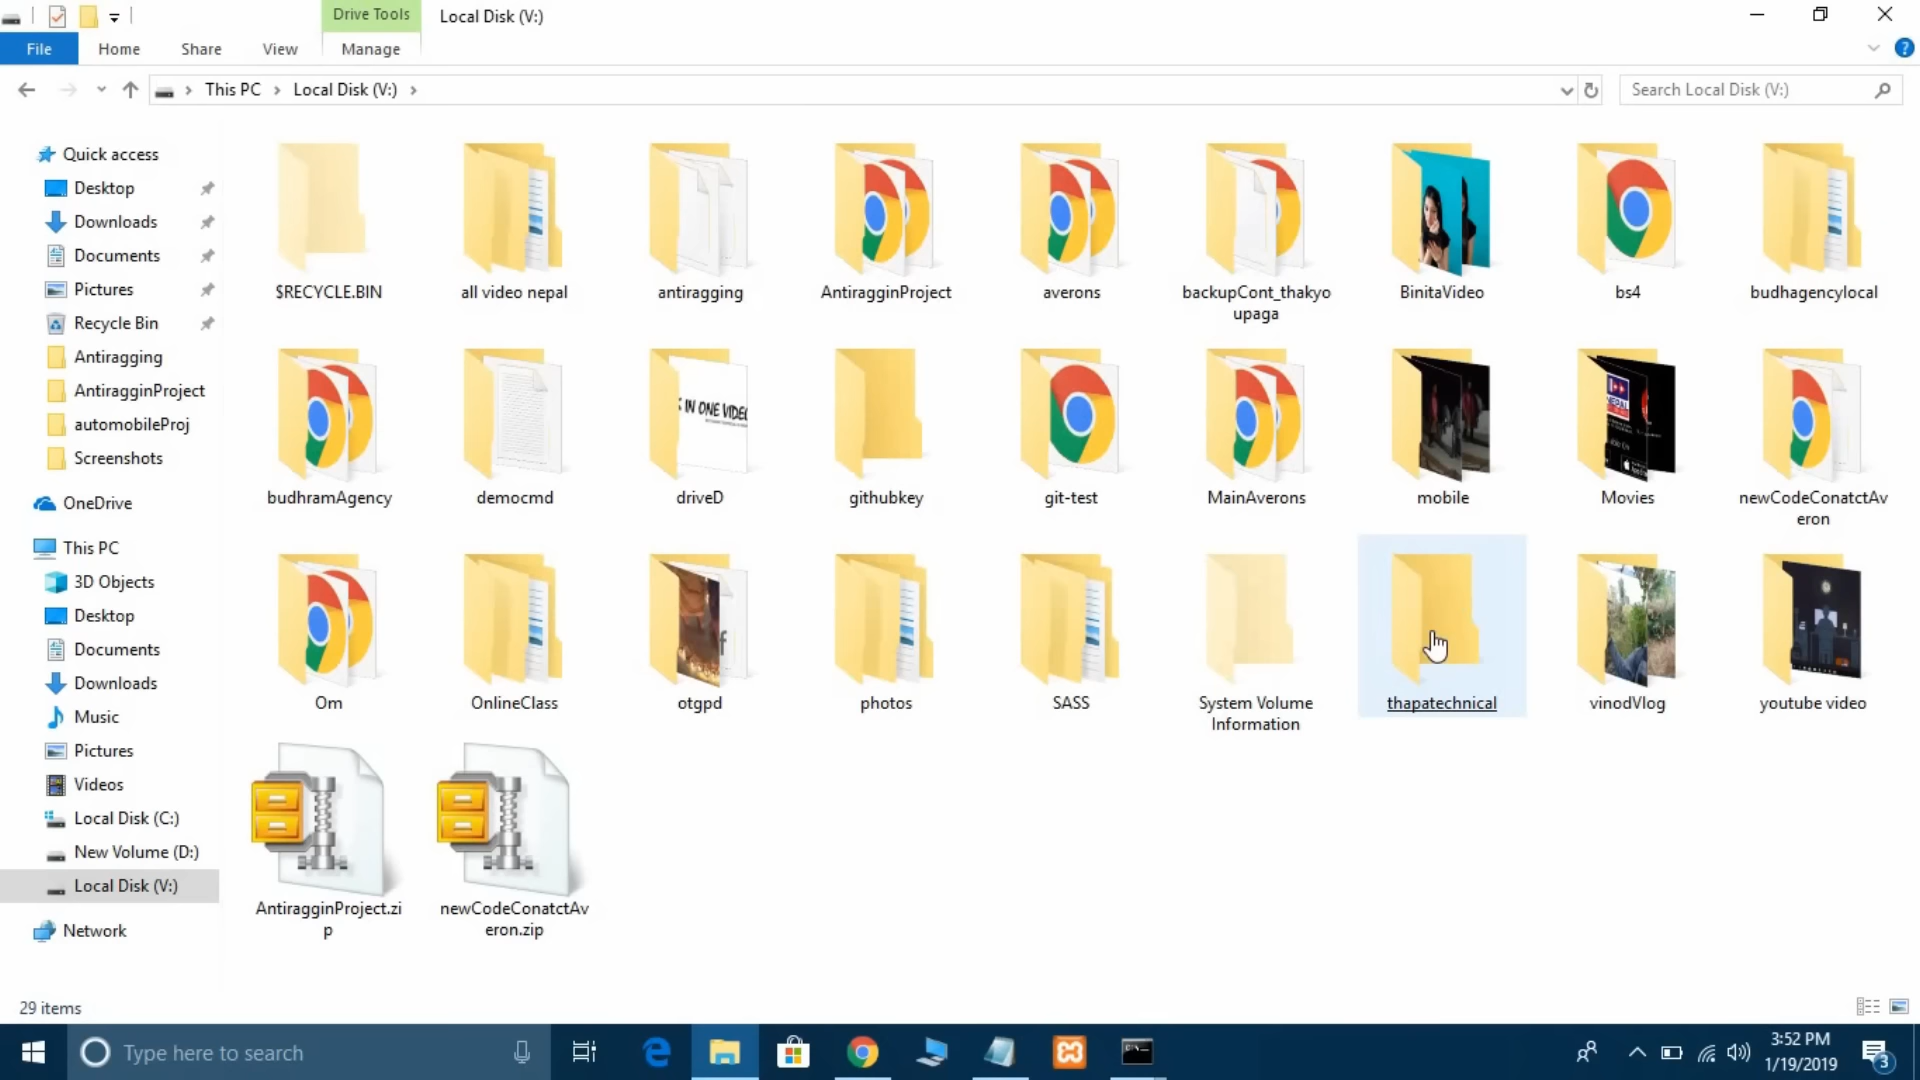 Drive Tools
Local Disk (V:)
File
Home
Share
View
Manage
This PC
Local Disk (V:)
Search Local Disk (V:)
Quick access
Desktop
Downloads
Documents
Pictures
Recycle Bin
Antiragging
AntiragginProject
automobileProj
Screenshots
OneDrive
This PC
3D Objects
Desktop
Documents
Downloads
Music
Pictures
Videos
Local Disk (C:)
New Volume (D:)
Local Disk (V:)
Network
$RECYCLE.BIN
all video nepal
antiragging
AntiragginProject
averons
backupCont_thakyo
upaga
BinitaVideo
bs4
budhagencylocal
budhramAgency
democmd
IN ONE VIDEO
driveD
githubkey
git-test
MainAverons
mobile
Movies
newCodeConatctAv
eron
Om
OnlineClass
otgpd
photos
SASS
System Volume
Information
thapatechnical
vinodVlog
youtube video
AntiragginProject.zi
p
newCodeConatctAv
eron.zip
29 items
Type here to search
3:52 PM
1/19/2019
3